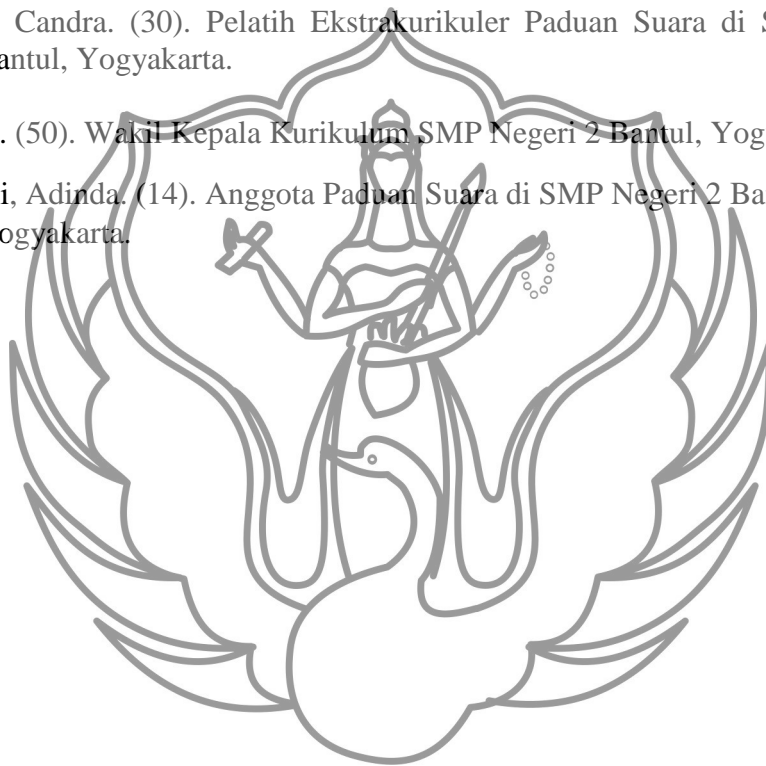 Candra. (30). Pelatih Ekstrakurikuler Paduan Suara di S
antul, Yogyakarta.
. (50). Wakil Kepala Kurikulum SMP Negeri 2 Bantul, Yog
i, Adinda. (14). Anggota Paduan Suara di SMP Negeri 2 Ba
ogyakarta.